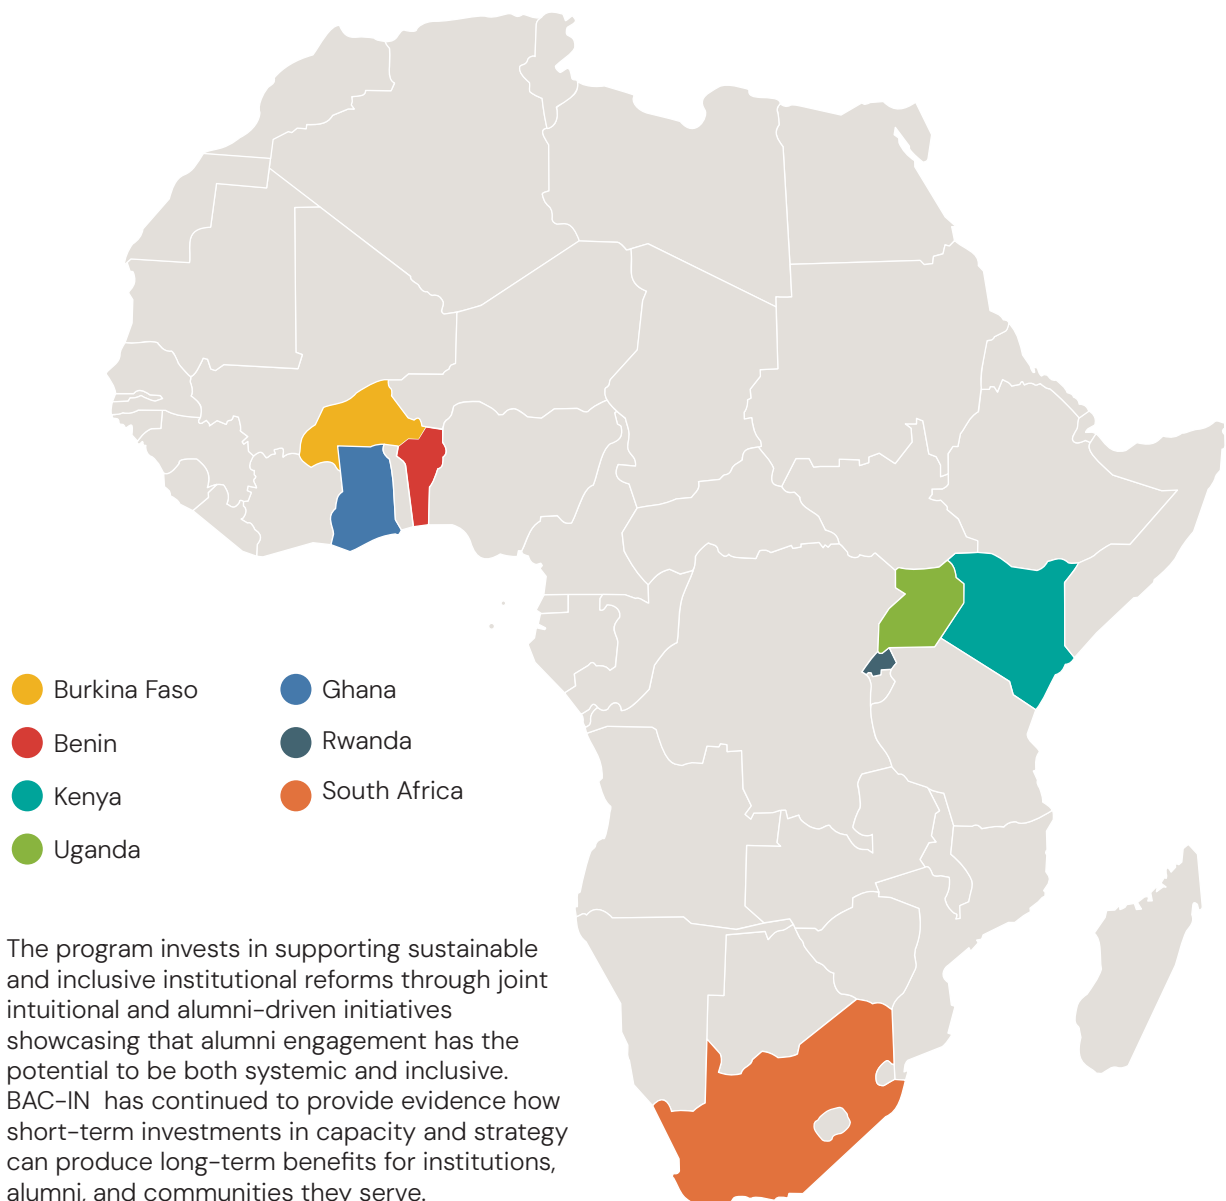 Burkina Faso
Benin
Kenya
Uganda
Ghana
Rwanda
South Africa
The program invests in supporting sustainable
and inclusive institutional reforms through joint
intuitional and alumni-driven initiatives
showcasing that alumni engagement has the
potential to be both systemic and inclusive.
BAC-IN has continued to provide evidence how
short-term investments in capacity and strategy
can produce long-term benefits for institutions,
alumni, and communities they serve.